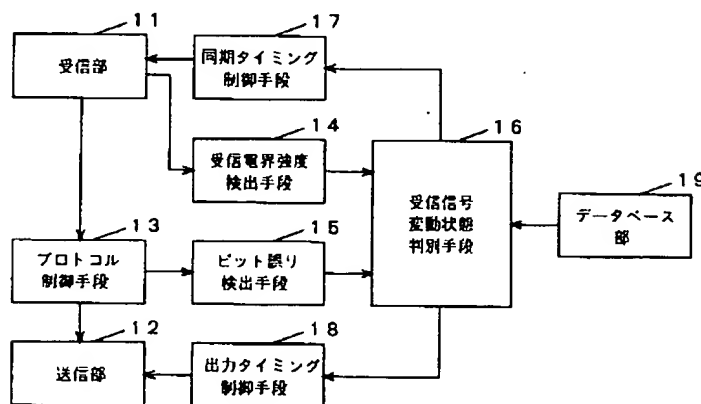 11
受信部
17
同期タイミング
制御手段
14
受信電界強度
検出手段
16
受信信号
変動状態
判別手段
19
データベース
部
13
プロトコル
制御手段
15
ビット誤り
検出手段
12
送信部
18
出力タイミング
制御手段